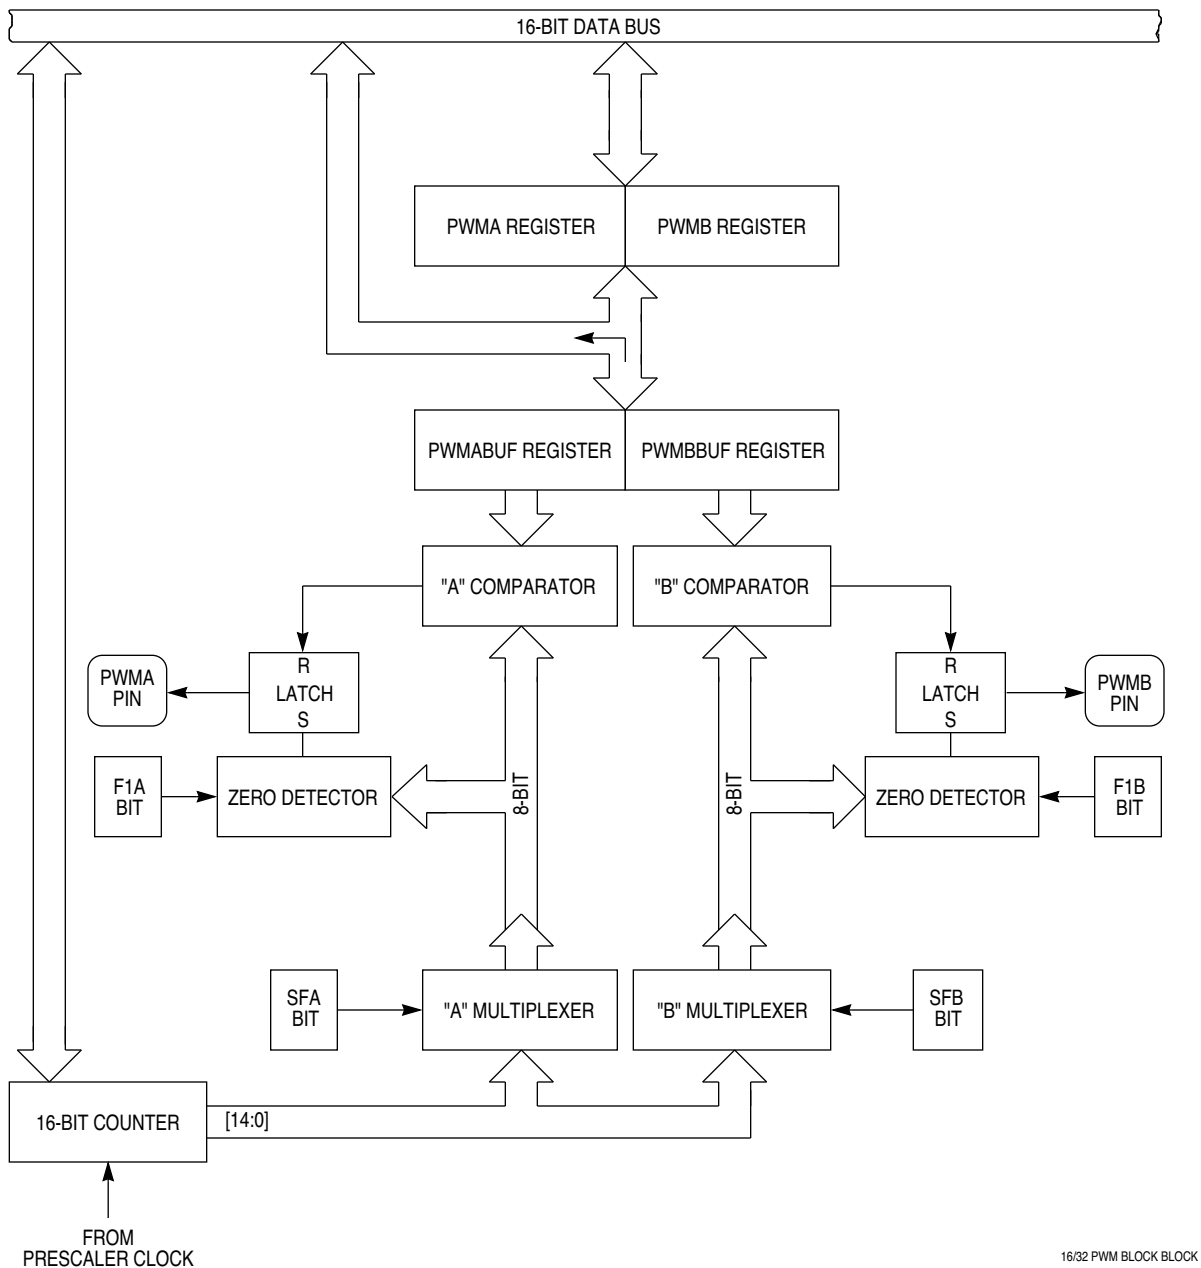 16-BIT DATA BUS
PWMA REGISTER
PWMB REGISTER
PWMABUF REGISTER
PWMBBUF REGISTER
"A" COMPARATOR
"B" COMPARATOR
PWMA
PIN
R
LATCH
S
R
LATCH
S
PWMB
PIN
F1A
BIT
ZERO DETECTOR
8-BIT
8-BIT
ZERO DETECTOR
F1B
BIT
SFA
BIT
"A" MULTIPLEXER
"B" MULTIPLEXER
SFB
BIT
16-BIT COUNTER
[14:0]
FROM
PRESCALER CLOCK
16/32 PWM BLOCK BLOCK